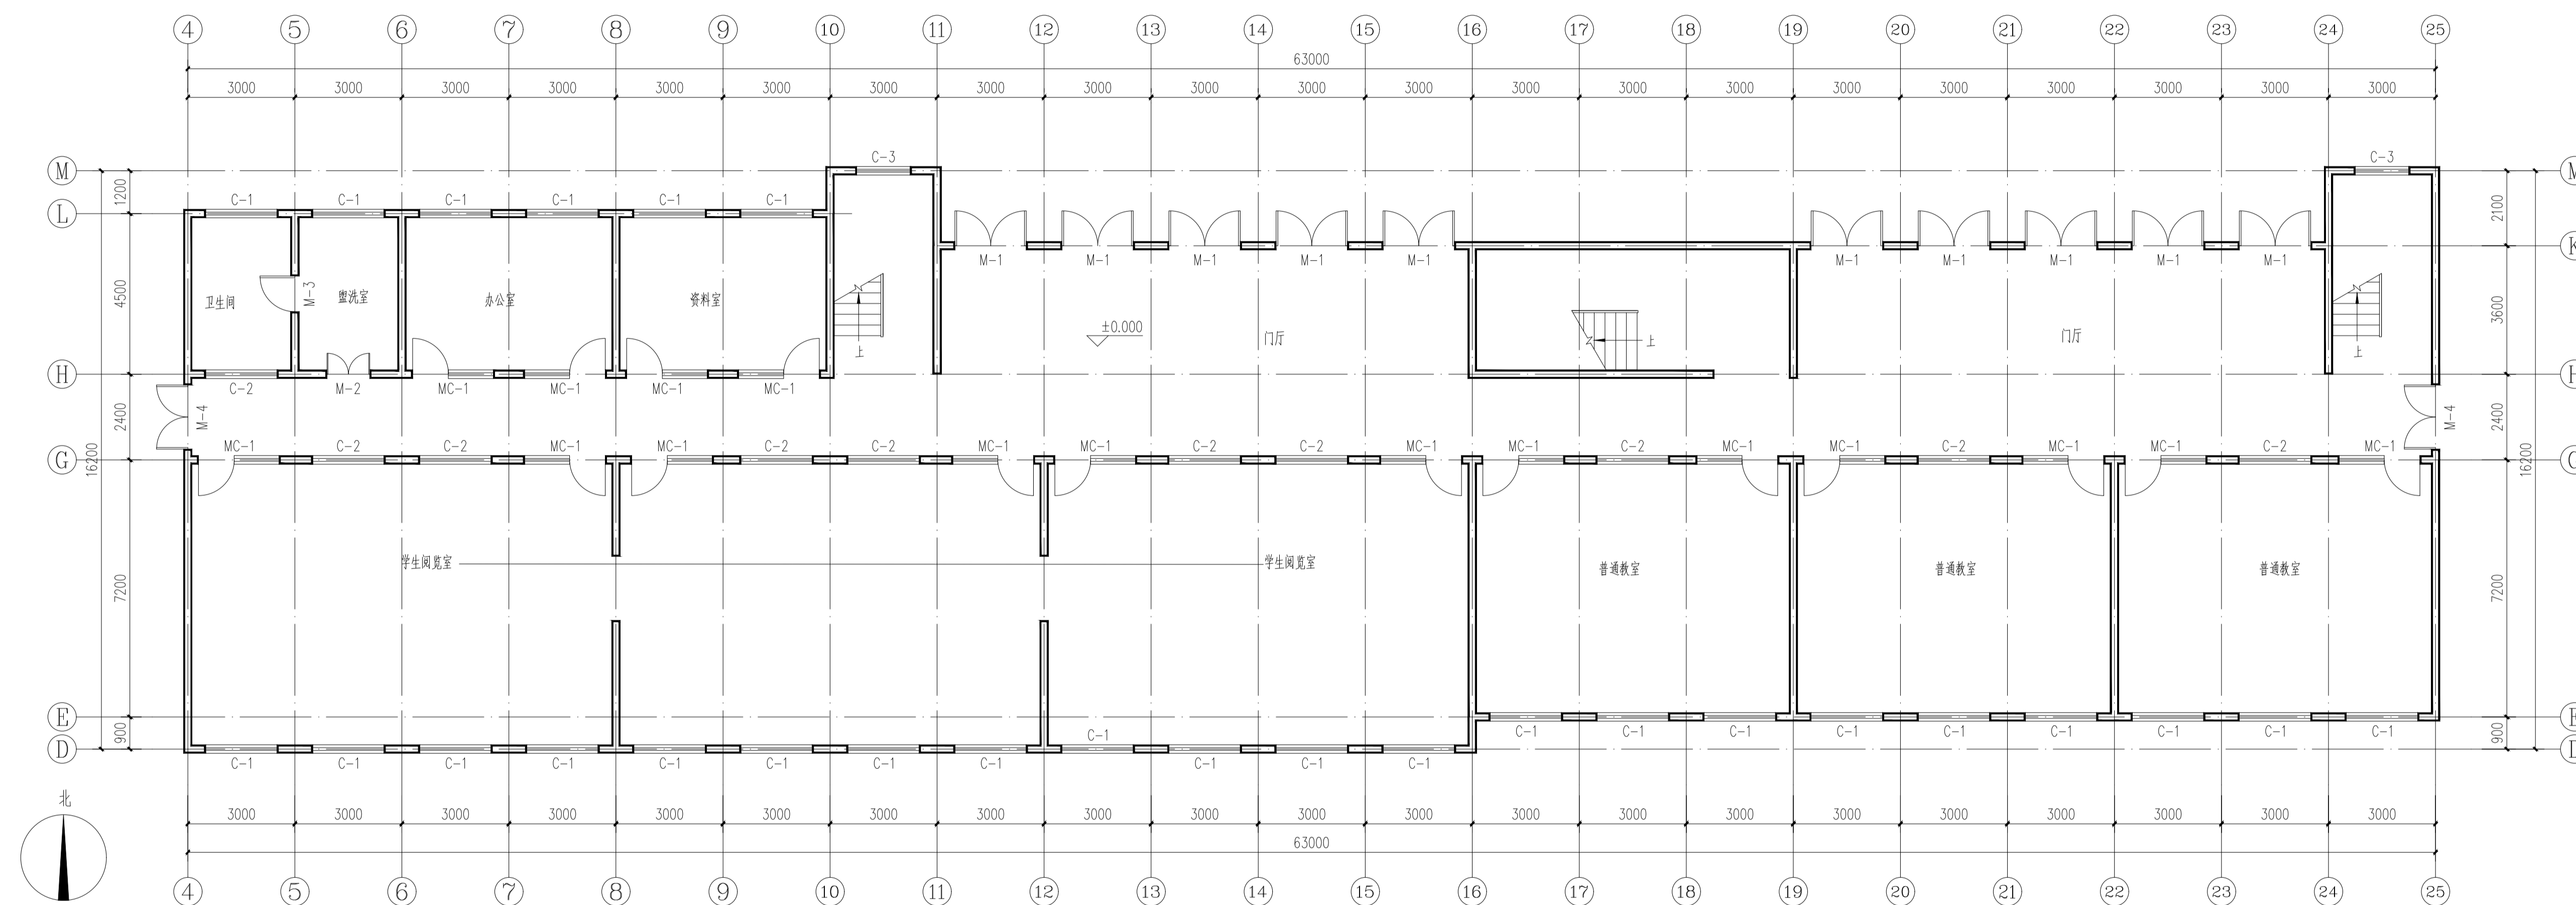 4 5 6 7 8 9 10 11 12 13 14 15 16 17 18 19 20 21 22 23 24 25
63000
3000 3000 3000 3000 3000 3000 3000 3000 3000 3000 3000 3000 3000 3000 3000 3000 3000 3000 3000 3000 3000
C-3 C-3
M M
1200 2100
C-1 C-1 C-1 C-1 C-1 C-1
L
K
M-1 M-1 M-1 M-1 M-1 M-1 M-1 M-1 M-1 M-1
4500 3600
卫生间 M-3 盥洗室 办公室 资料室
±0.000
门厅 门厅
上 上 上
H H
C-2 M-2 MC-1 MC-1 MC-1 MC-1
2400 M-4 M-4 2400
MC-1 C-2 C-2 MC-1 MC-1 C-2 C-2 MC-1 MC-1 C-2 C-2 MC-1 MC-1 C-2 MC-1 MC-1 C-2 MC-1 MC-1 C-2 MC-1
G
16200 16200
学生阅览室 学生阅览室 普通教室 普通教室 普通教室
7200 7200
E E
C-1 C-1 C-1 C-1 C-1 C-1 C-1 C-1 C-1 C-1
900 900
D
C-1 C-1 C-1 C-1 C-1 C-1 C-1 C-1 C-1 C-1 C-1
北
3000 3000 3000 3000 3000 3000 3000 3000 3000 3000 3000 3000 3000 3000 3000 3000 3000 3000 3000 3000 3000
63000
4 5 6 7 8 9 10 11 12 13 14 15 16 17 18 19 20 21 22 23 24 25